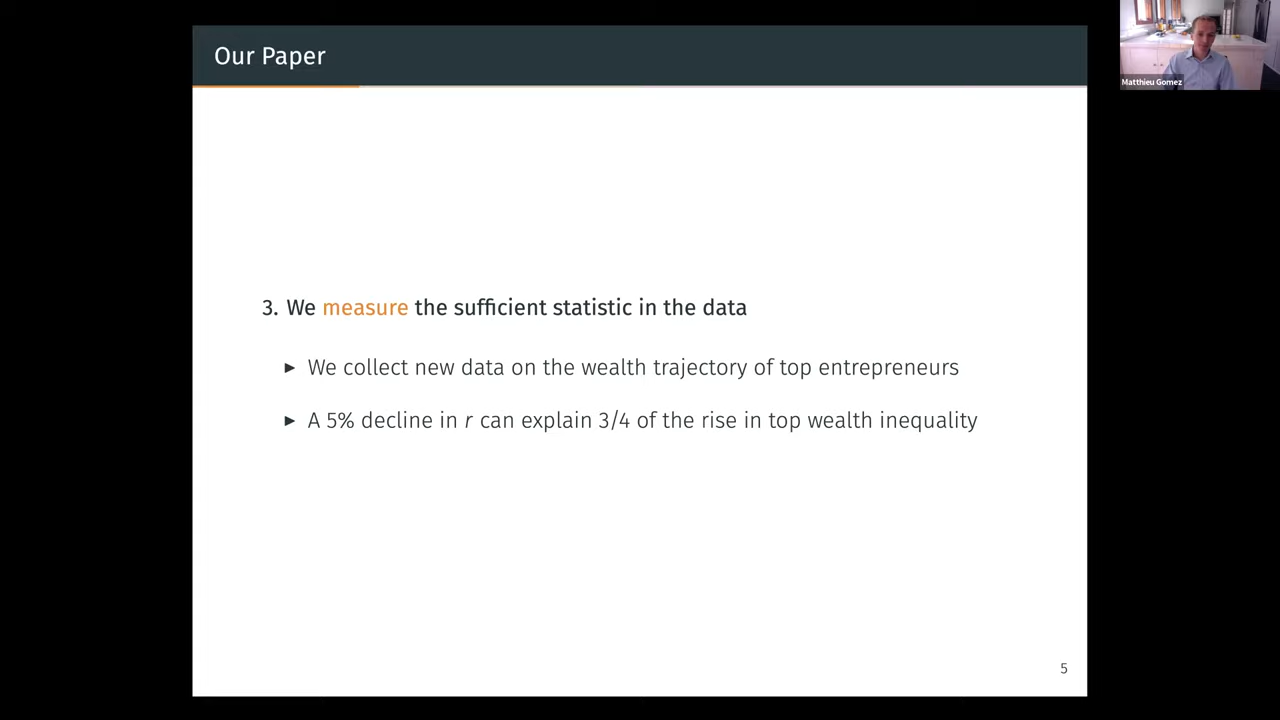 Our Paper
Matthieu Gomez
3. We measure the sufficient statistic in the data
▶ We collect new data on the wealth trajectory of top entrepreneurs
▶ A 5% decline in r can explain 3/4 of the rise in top wealth inequality
5